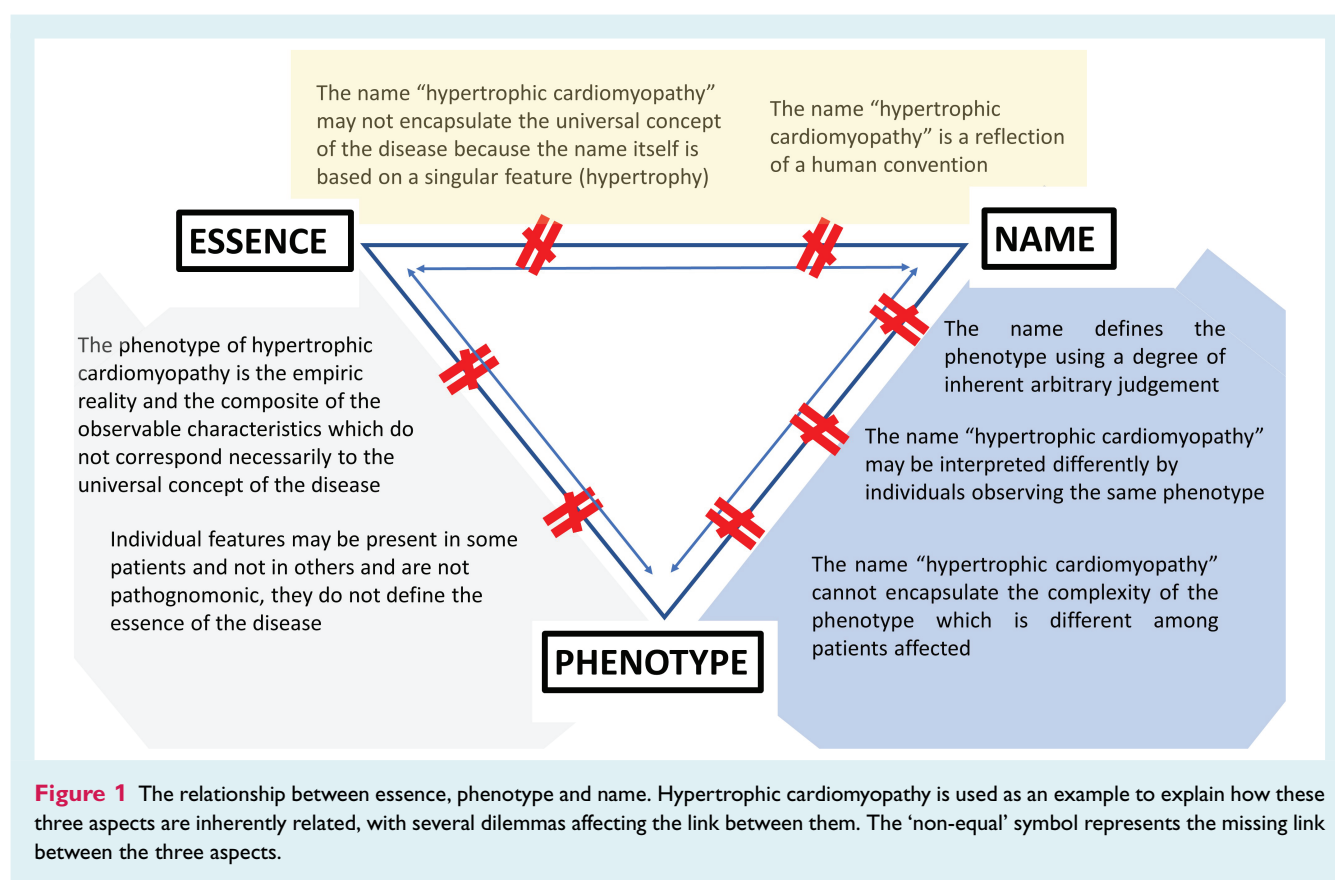 The name “hypertrophic cardiomyopathy”
may not encapsulate the universal concept
of the disease because the name itself is
based on a singular feature (hypertrophy)
The name “hypertrophic
cardiomyopathy” is a reflection
of a human convention
ESSENCE
NAME
The phenotype of hypertrophic
cardiomyopathy is the empiric
reality and the composite of the
observable characteristics which do
not correspond necessarily to the
universal concept of the disease
Individual features may be present in some
patients and not in others and are not
pathognomonic, they do not define the
essence of the disease
The name defines the
phenotype using a degree of
inherent arbitrary judgement
The name “hypertrophic cardiomyopathy”
may be interpreted differently by
individuals observing the same phenotype
The name “hypertrophic cardiomyopathy”
cannot encapsulate the complexity of the
phenotype which is different among
patients affected
PHENOTYPE
Figure 1 The relationship between essence, phenotype and name. Hypertrophic cardiomyopathy is used as an example to explain how these
three aspects are inherently related, with several dilemmas affecting the link between them. The ‘non-equal’ symbol represents the missing link
between the three aspects.